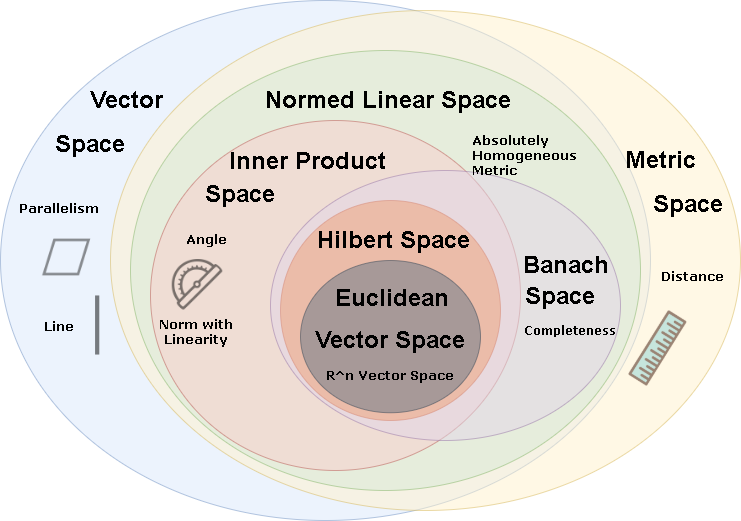 Vector
Space
Parallelism
Line
Normed Linear Space
Absolutely
Homogeneous
Metric
Inner Product
Space
Angle
Norm with
Linearity
Hilbert Space
Euclidean
Vector Space
R^n Vector Space
Banach
Space
Completeness
Metric
Space
Distance